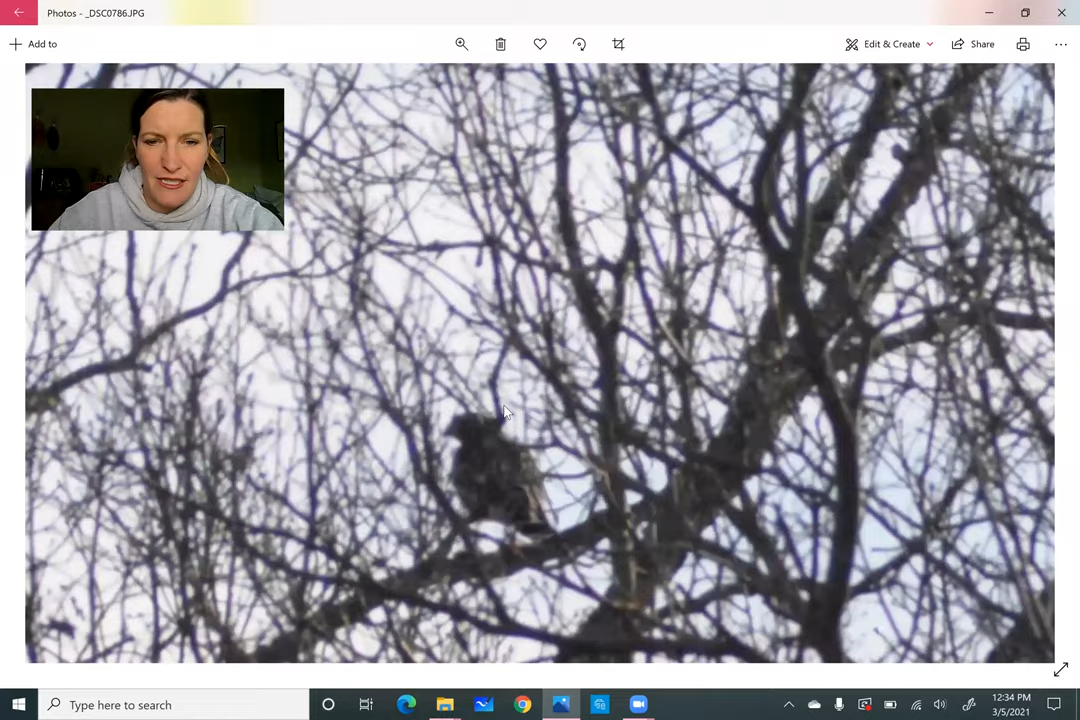 Photos - _DSC0786.JPG
Add to
Edit & Create
Share
Type here to search
12:34 PM
3/5/2021